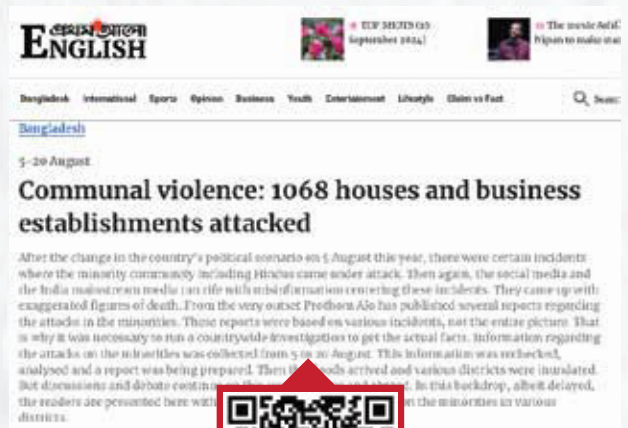 প্রথম আলো
ENGLISH
TOP SHOTS (10
September 2024)
The movie
to make
Bangladesh International Sports Opinion Business Youth Entertainment Lifestyle Claim vs Fact
Bangladesh
5-20 August
Communal violence: 1068 houses and business
establishments attacked
After the change in the country's political scenario on 5 August this year, there were certain incidents
where the minority community including Hindus came under attack. Then again, the social media and
the India mainstream media ran rife with misinformation centering these incidents. They came up with
exaggerated figures of death. From the very outset Prothom Alo has published several reports regarding
the attacks in the minorities. These reports were based on various incidents, not the entire picture. That
is why it was necessary to run a countrywide investigation to get the actual facts. Information regarding
the attacks on the minorities was collected from 5 to 20 August. This information was rechecked,
analysed and a report was being prepared. Then arrived and various districts were inundated.
But discussions and debate In this backdrop, albeit delayed,
the readers are presented here with on the minorities in various
districts.